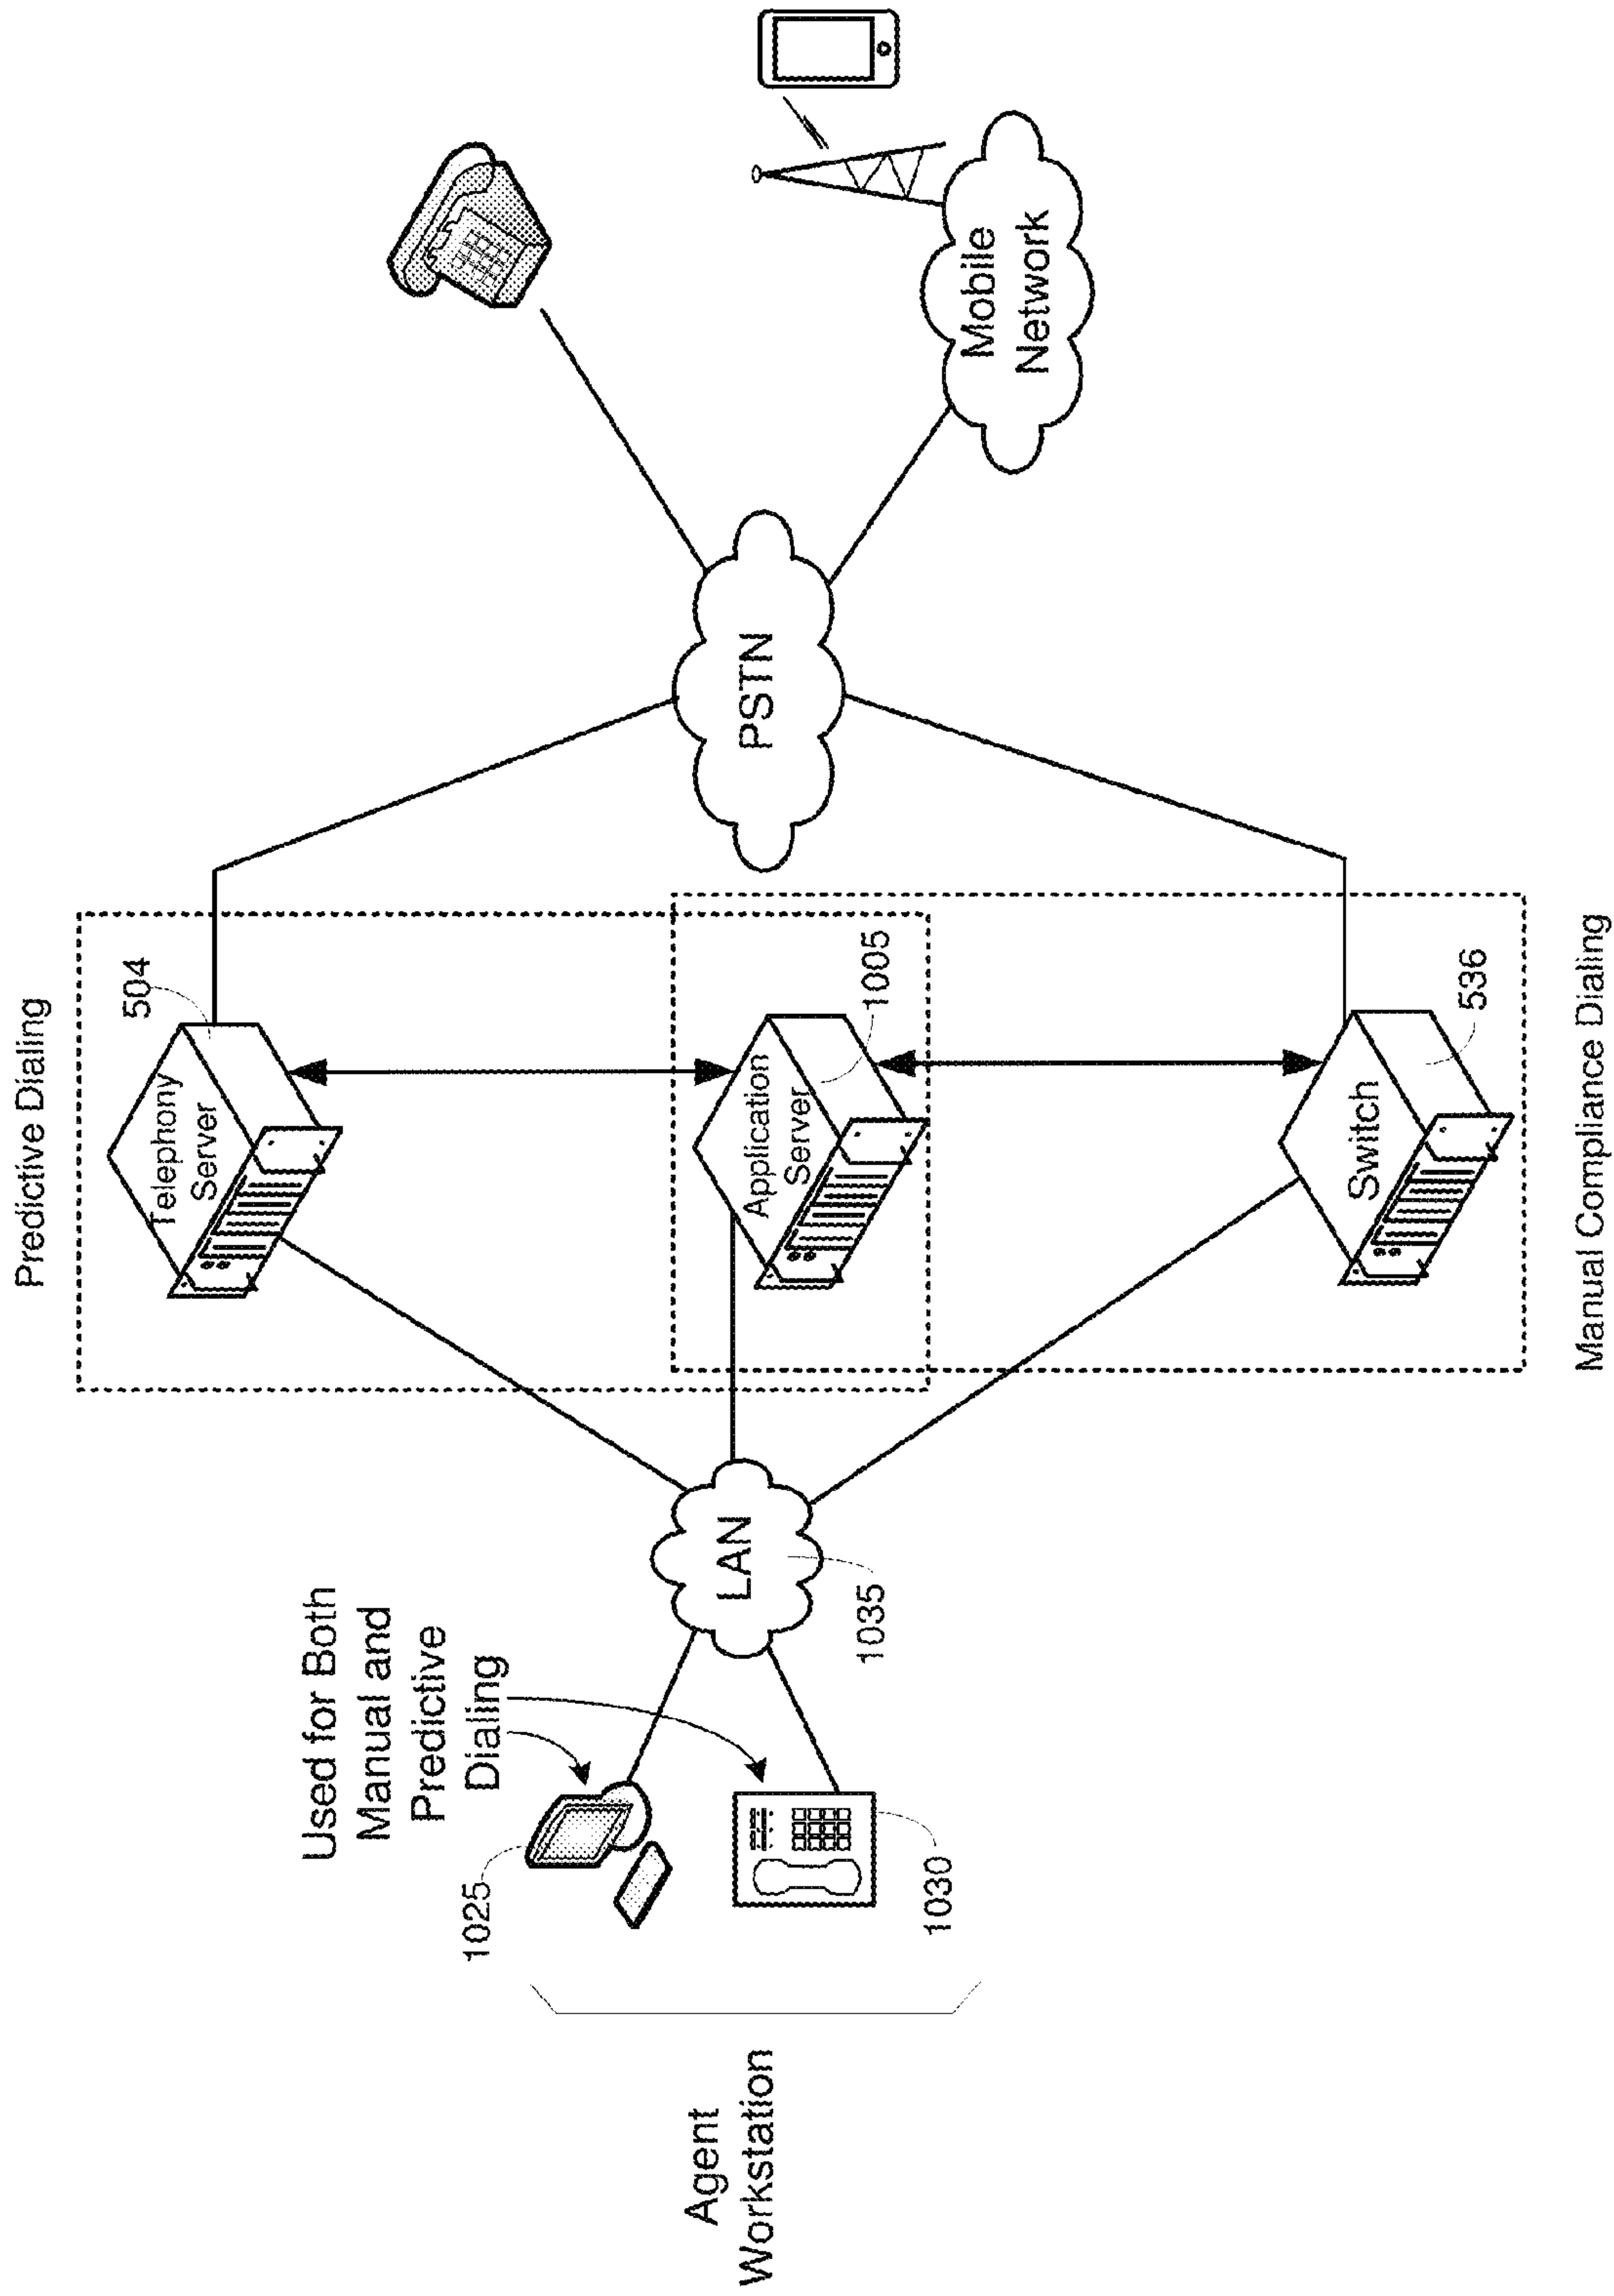 Predictive Dialing
504
Telephony
Server
Application
Server
1005
Switch
536
Manual Compliance Dialing
PSTN
Mobile
Network
LAN
1035
Used for Both
Manual and
Predictive
Dialing
1025
1030
Agent
Workstation